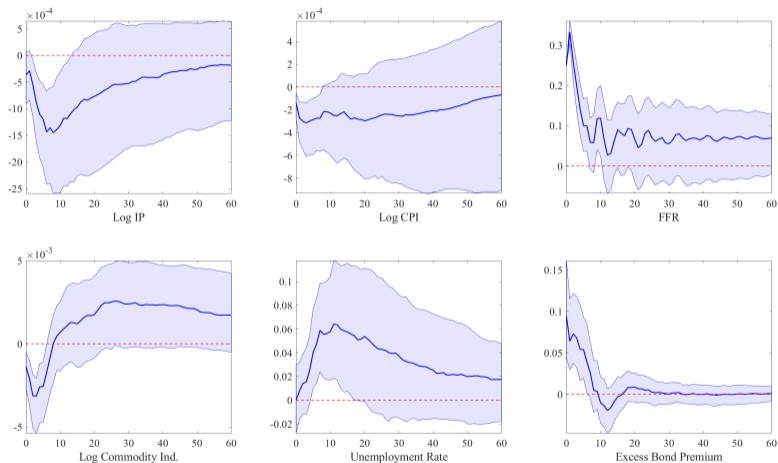 ×10⁻⁴
5
0
-5
-10
-15
-20
-25
0 10 20 30 40 50 60
Log IP
×10⁻⁴
4
2
0
-2
-4
-6
-8
0 10 20 30 40 50 60
Log CPI
0.3
0.2
0.1
0
0 10 20 30 40 50 60
FFR
×10⁻³
5
0
-5
0 10 20 30 40 50 60
Log Commodity Ind.
0.1
0.08
0.06
0.04
0.02
0
-0.02
0 10 20 30 40 50 60
Unemployment Rate
0.15
0.1
0.05
0
0 10 20 30 40 50 60
Excess Bond Premium